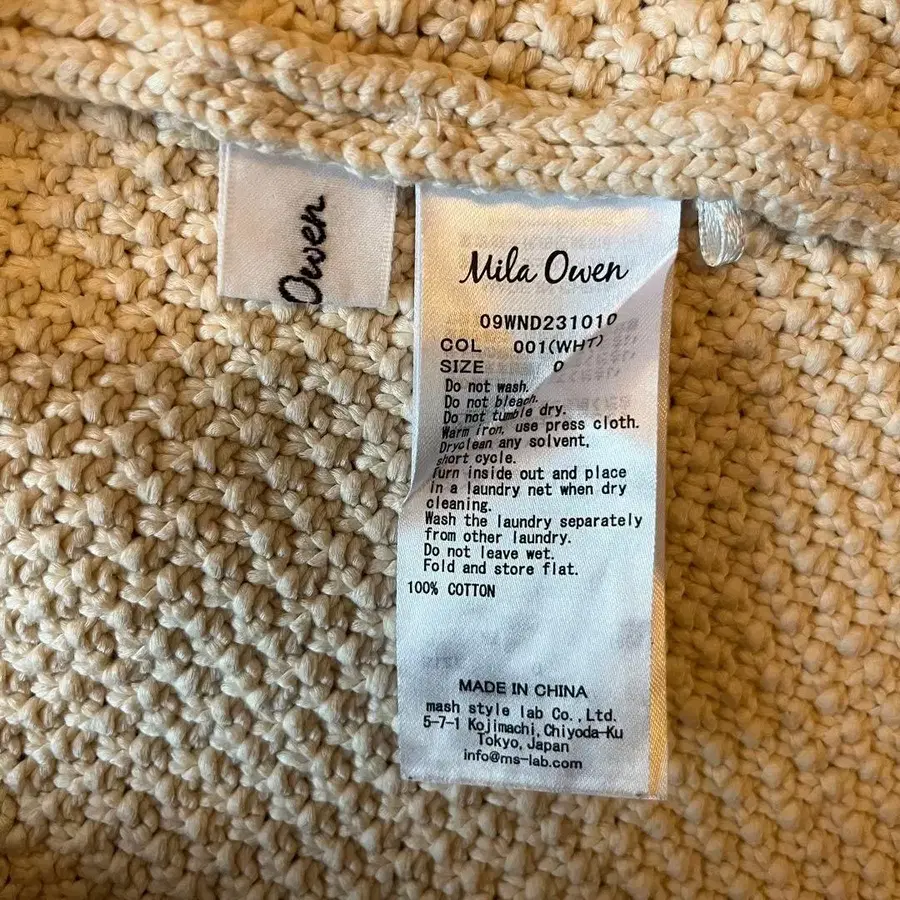 Owen
Mila Owen
09WND231010
COL 001(WHT)
SIZE 0
Do not wash.
Do not bleach.
Do not tumble dry.
Warm iron, use press cloth.
Dryclean any solvent,
short cycle.
Turn inside out and place
in a laundry net when dry
cleaning.
Wash the laundry separately
from other laundry.
Do not leave wet.
Fold and store flat.
100% COTTON
MADE IN CHINA
mash style lab Co.,Ltd.
5-7-1 Kojimachi,Chiyoda-Ku
Tokyo,Japan
info@ms-lab.com